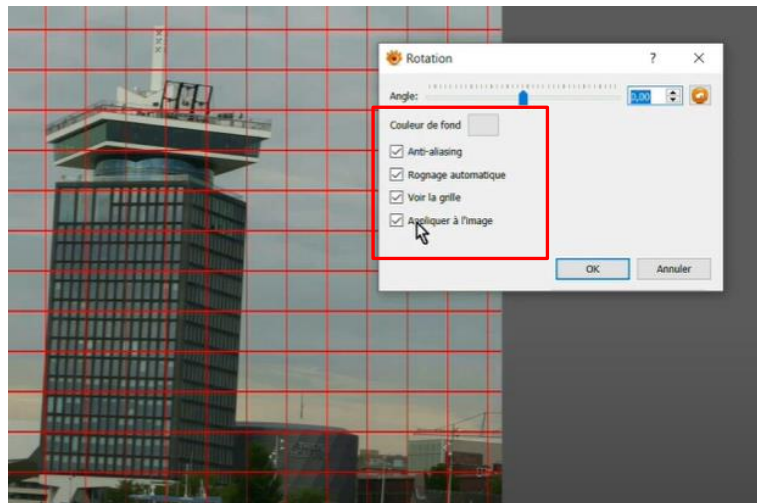 Rotation
?
Angle:
0,00
Couleur de fond
Anti-aliasing
Rognage automatique
Voir la grille
Appliquer à l'image
OK
Annuler